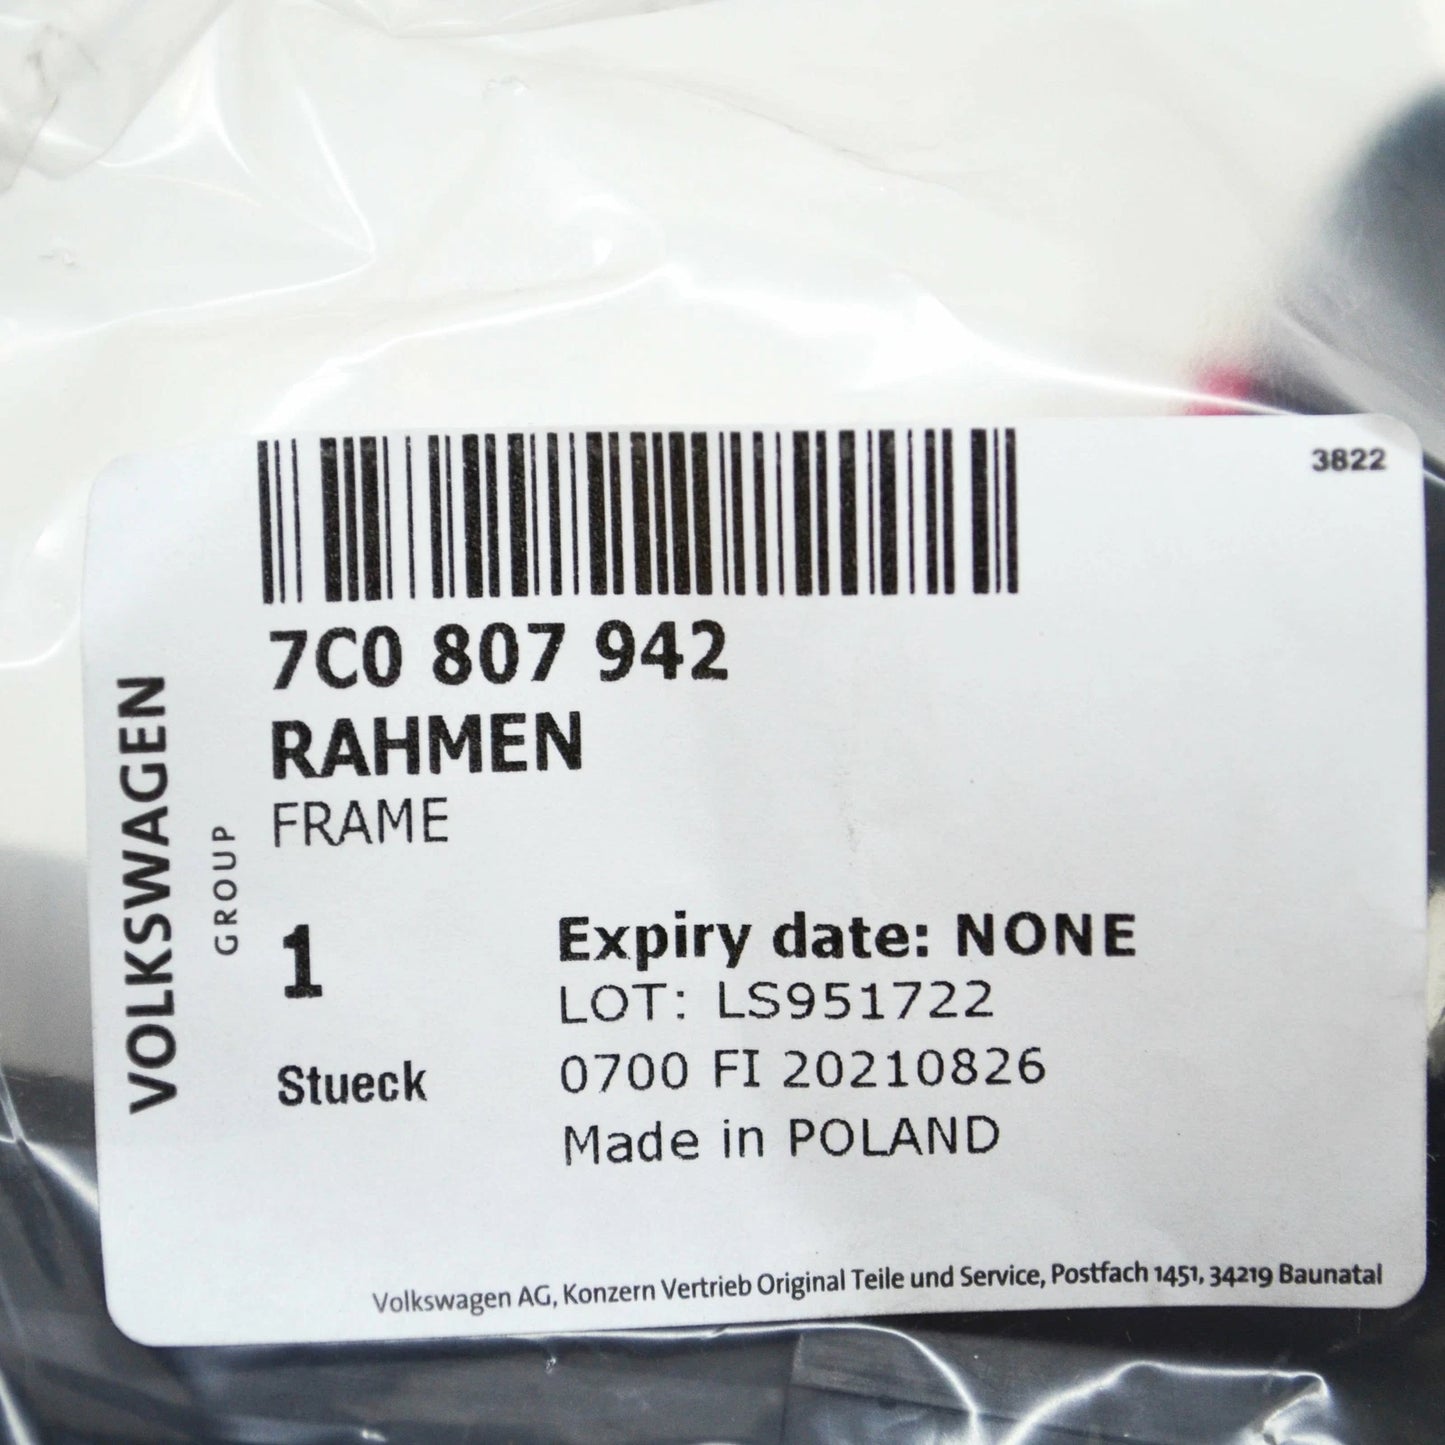 3822
7C0 807 942
RAHMEN
FRAME
VOLKSWAGEN
GROUP
1
Stueck
Expiry date: NONE
LOT: LS951722
0700 FI 20210826
Made in POLAND
Volkswagen AG, Konzern Vertrieb Original Teile und Service, Postfach 1451, 34219 Baunatal